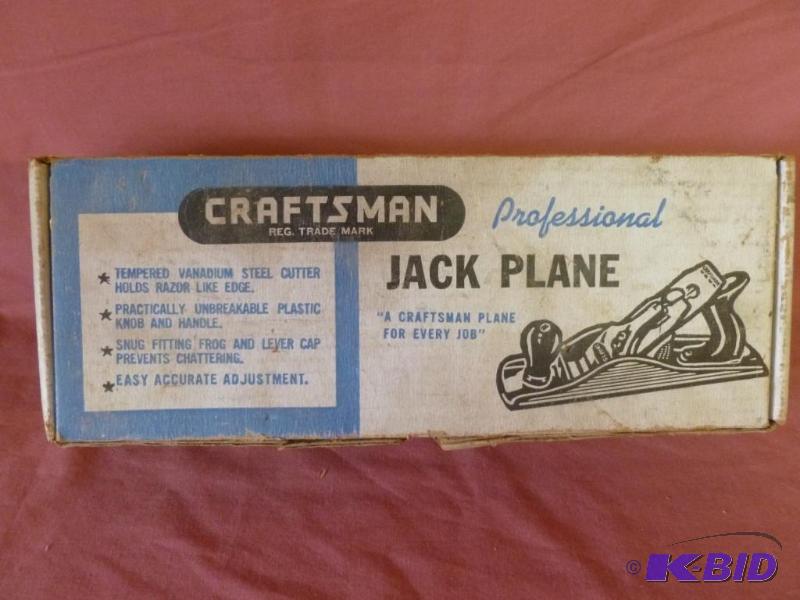 CRAFTSMAN
REG. TRADE MARK
Professional
JACK PLANE
"A CRAFTSMAN PLANE
FOR EVERY JOB"
★ TEMPERED VANADIUM STEEL CUTTER
HOLDS RAZOR-LIKE EDGE.
★ PRACTICALLY UNBREAKABLE PLASTIC
KNOB AND HANDLE.
★ SNUG FITTING FROG AND LEVER CAP
PREVENTS CHATTERING.
★ EASY ACCURATE ADJUSTMENT.
© K-BID